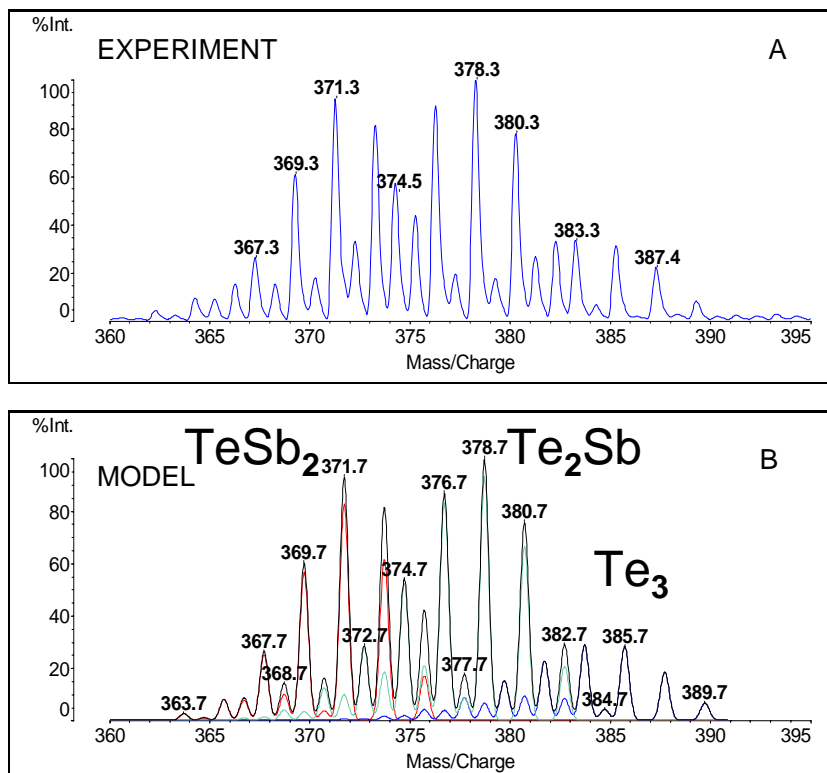 %Int.
EXPERIMENT
A
378.3
371.3
380.3
369.3
374.5
367.3
383.3
387.4
100
80
60
40
20
0
360 365 370 375 380 385 390 395
Mass/Charge
%Int.
TeSb₂
Te₂Sb
B
MODEL
371.7
378.7
376.7
380.7
Te₃
369.7
374.7
372.7
367.7
382.7
385.7
368.7
377.7
363.7
384.7
389.7
100
80
60
40
20
0
360 365 370 375 380 385 390 395
Mass/Charge